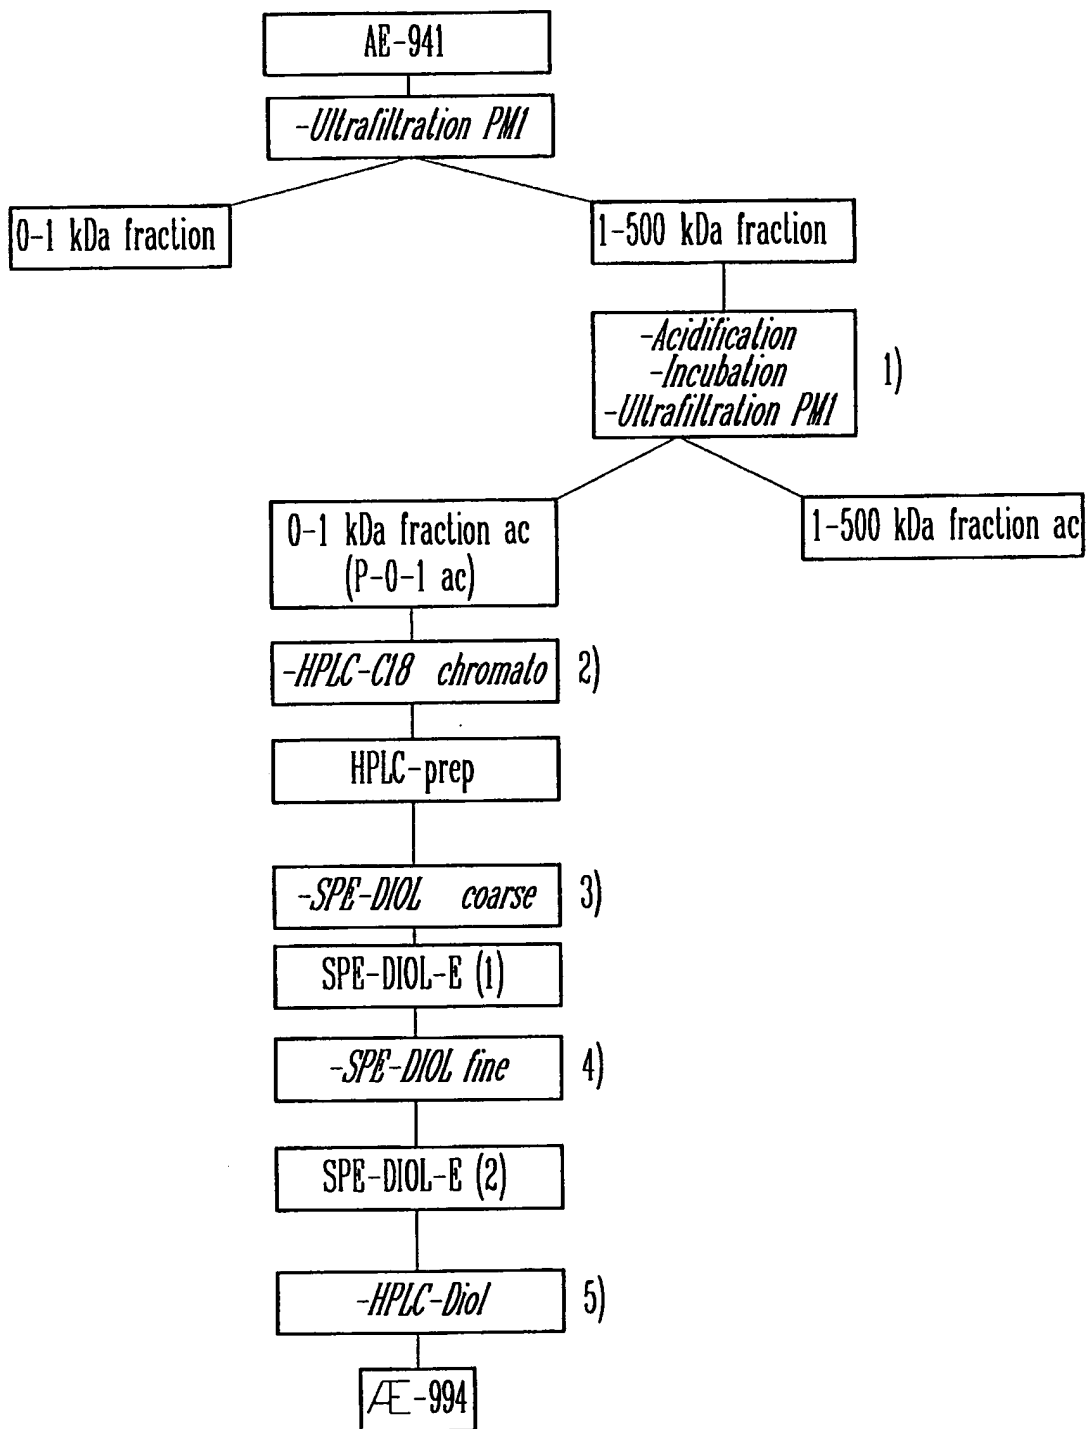 AE-941
-Ultrafiltration PM1
0-1 kDa fraction
1-500 kDa fraction
-Acidification
-Incubation
-Ultrafiltration PM1
1)
0-1 kDa fraction ac
(P-0-1 ac)
1-500 kDa fraction ac
-HPLC-C18 chromato
2)
HPLC-prep
-SPE-DIOL coarse
3)
SPE-DIOL-E (1)
-SPE-DIOL fine
4)
SPE-DIOL-E (2)
-HPLC-Diol
5)
Æ-994